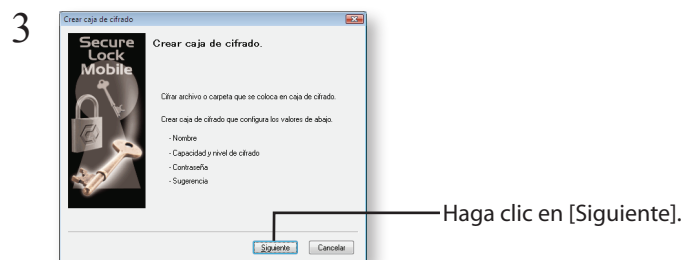 3
Crear caja de cifrado
Secure
Lock
Mobile
Crear caja de cifrado.
Cifrar archivo o carpeta que se coloca en caja de cifrado.
Crear caja de cifrado que configura los valores de abajo.
- Nombre
- Capacidad y nivel de cifrado
- Contraseña
- Sugerencia
Haga clic en [Siguiente].
Siguiente Cancelar